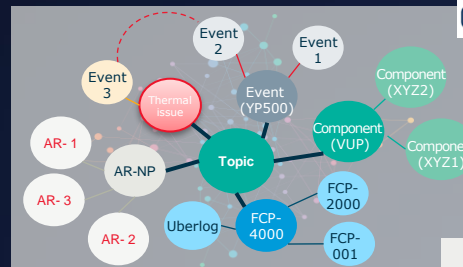 Event
2
Event
1
Event
3
Thermal
issue
Event
(YP500)
Component
(XYZ2)
Component
(VUP)
Component
(XYZ1)
AR- 1
AR-NP
Topic
AR- 3
FCP-
2000
Uberlog
FCP-
4000
AR- 2
FCP-
001